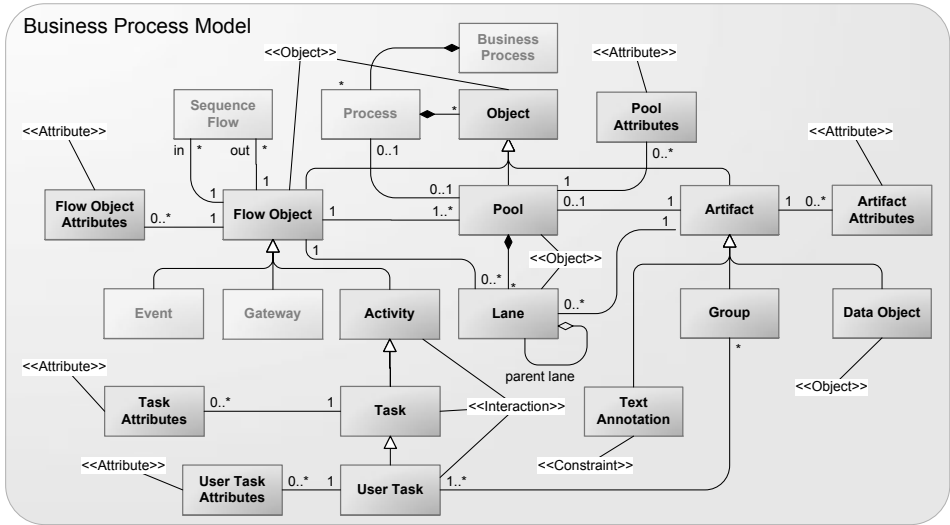 Business Process Model
Business
Process
<<Object>>
<<Attribute>>
*
Sequence
Flow
Process
*
Object
Pool
Attributes
<<Attribute>>
<<Attribute>>
in
*
out
*
0..1
0..*
1
1
0..1
1
Flow Object
Attributes
0..*
1
Flow Object
1
1..*
Pool
0..1
1
Artifact
1
0..*
Artifact
Attributes
1
1
<<Object>>
0..*
*
0..*
Event
Gateway
Activity
Lane
Group
Data Object
*
<<Attribute>>
parent lane
<<Object>>
Task
Attributes
0..*
1
Task
<<Interaction>>
Text
Annotation
<<Attribute>>
<<Constraint>>
User Task
Attributes
0..*
1
User Task
1..*